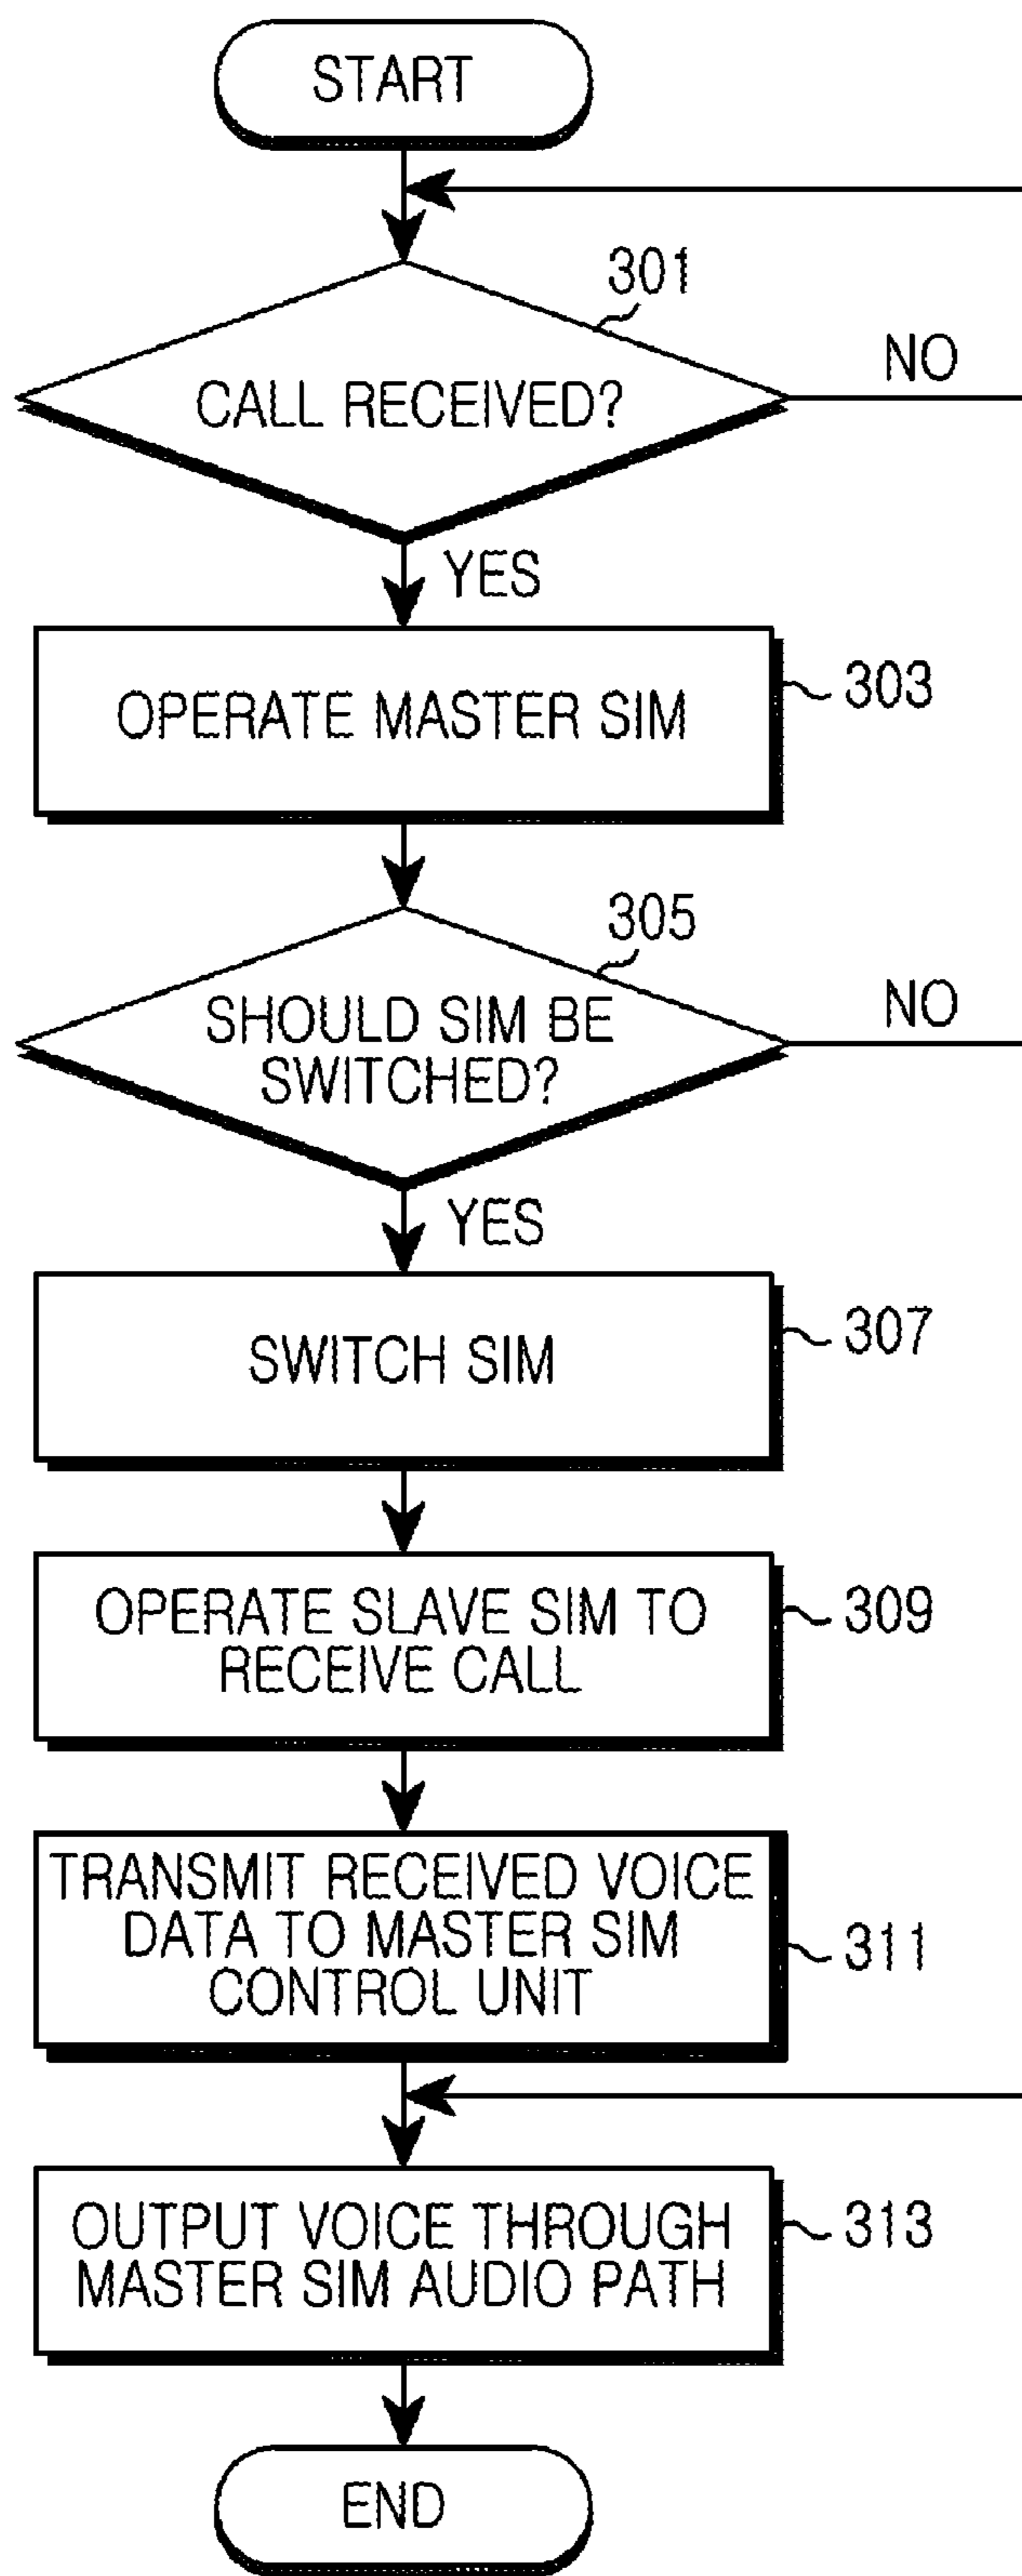 START
301
CALL RECEIVED?
NO
YES
OPERATE MASTER SIM
303
305
SHOULD SIM BE
SWITCHED?
NO
YES
SWITCH SIM
307
OPERATE SLAVE SIM TO
RECEIVE CALL
309
TRANSMIT RECEIVED VOICE
DATA TO MASTER SIM
CONTROL UNIT
311
OUTPUT VOICE THROUGH
MASTER SIM AUDIO PATH
313
END